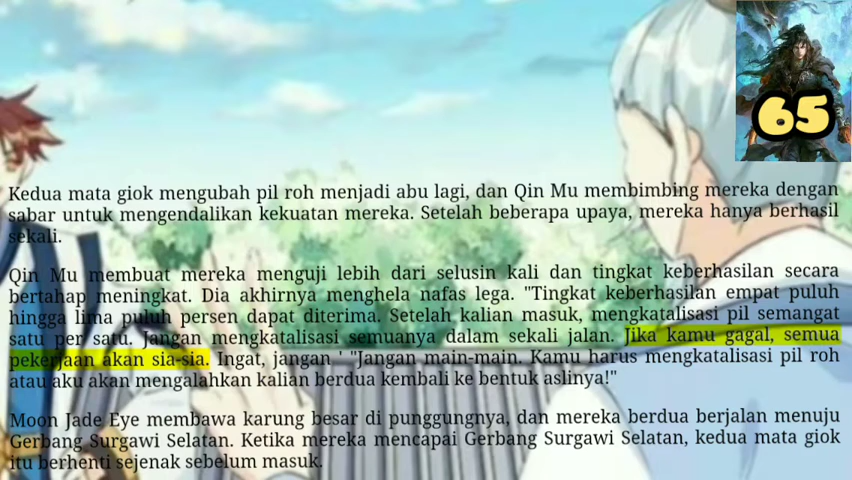 65
Kedua mata giok mengubah pil roh menjadi abu lagi, dan Qin Mu membimbing mereka dengan
sabar untuk mengendalikan kekuatan mereka. Setelah beberapa upaya, mereka hanya berhasil
sekali.
Qin Mu membuat mereka menguji lebih dari selusin kali dan tingkat keberhasilan secara
bertahap meningkat. Dia akhirnya menghela nafas lega. "Tingkat keberhasilan empat puluh
hingga lima puluh persen dapat diterima. Setelah kalian masuk, mengkatalisasi pil semangat
satu per satu. Jangan mengkatalisasi semuanya dalam sekali jalan. Jika kamu gagal, semua
pekerjaan akan sia-sia. Ingat, jangan ' "Jangan main-main. Kamu harus mengkatalisasi pil roh
atau aku akan mengalahkan kalian berdua kembali ke bentuk aslinya!"
Moon Jade Eye membawa karung besar di punggungnya, dan mereka berdua berjalan menuju
Gerbang Surgawi Selatan. Ketika mereka mencapai Gerbang Surgawi Selatan, kedua mata giok
itu berhenti sejenak sebelum masuk.